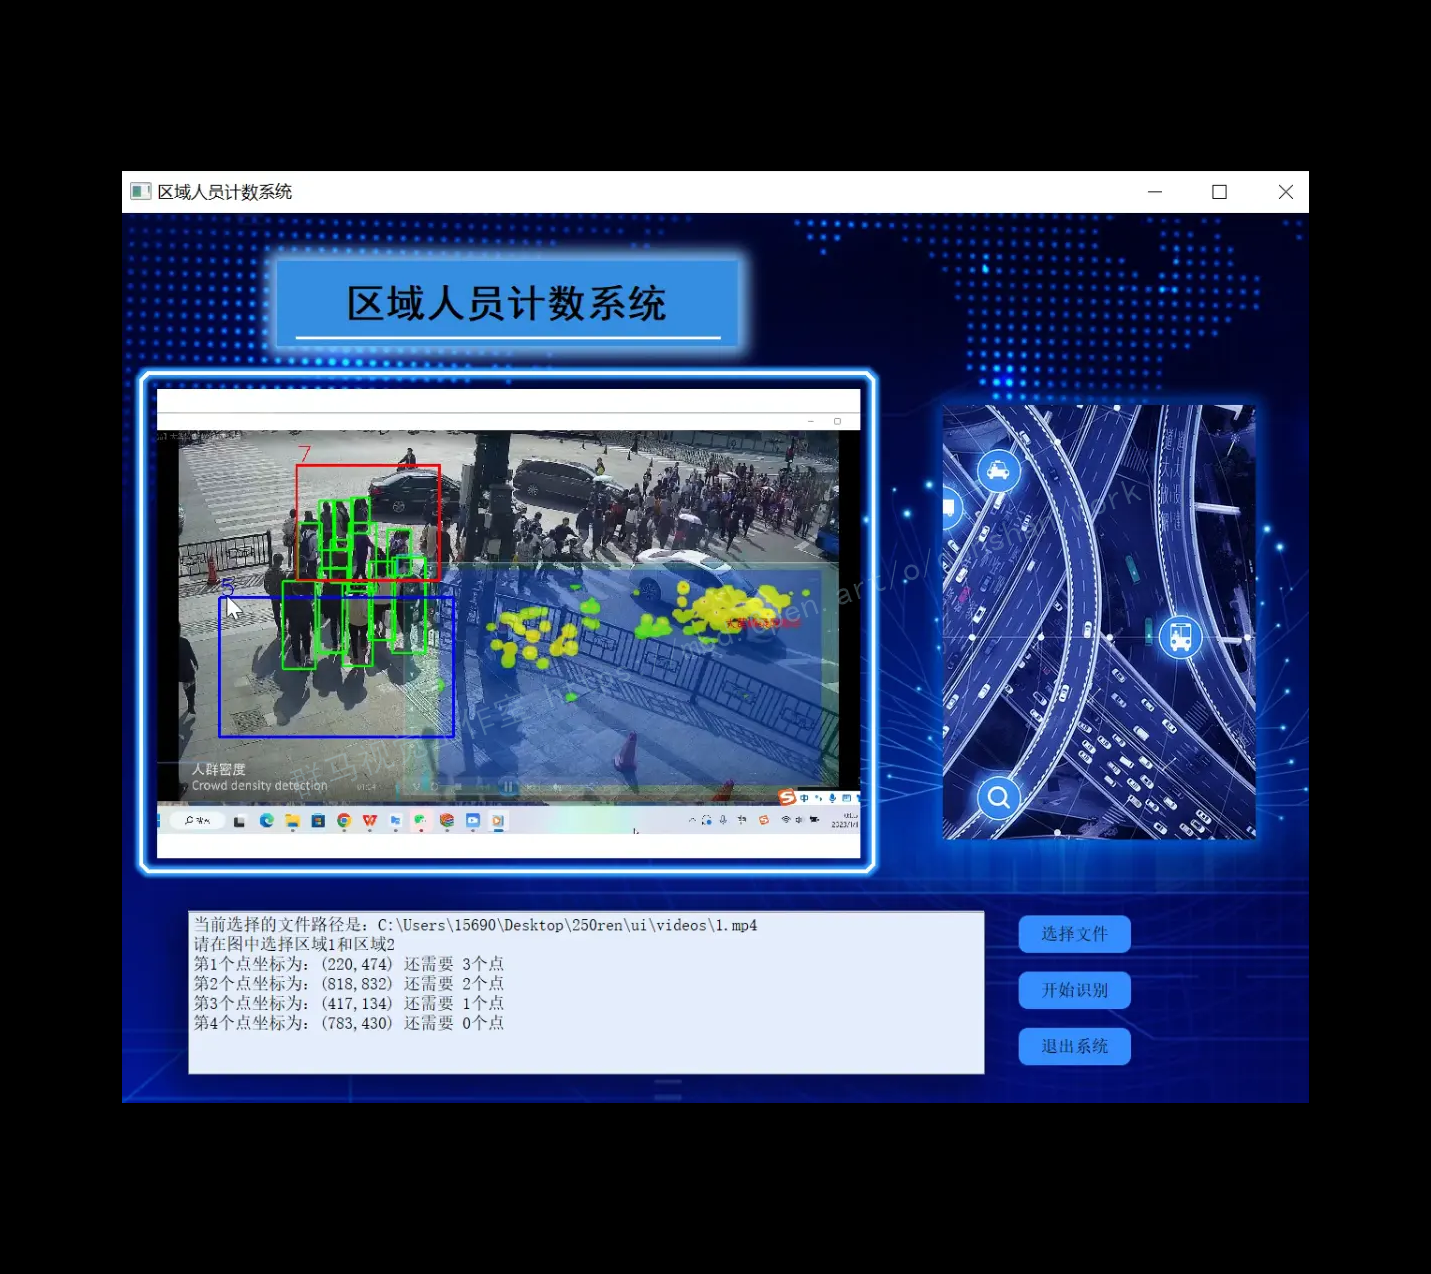 区域人员计数系统
区域人员计数系统
7
5
人群密度
Crowd density detection
中
2023/1/1
当前选择的文件路径是：C:\Users\15690\Desktop\250ren\ui\videos\1.mp4
请在图中选择区域1和区域2
第1个点坐标为：(220,474) 还需要 3个点
第2个点坐标为：(818,832) 还需要 2个点
第3个点坐标为：(417,134) 还需要 1个点
第4个点坐标为：(783,430) 还需要 0个点
选择文件
开始识别
退出系统